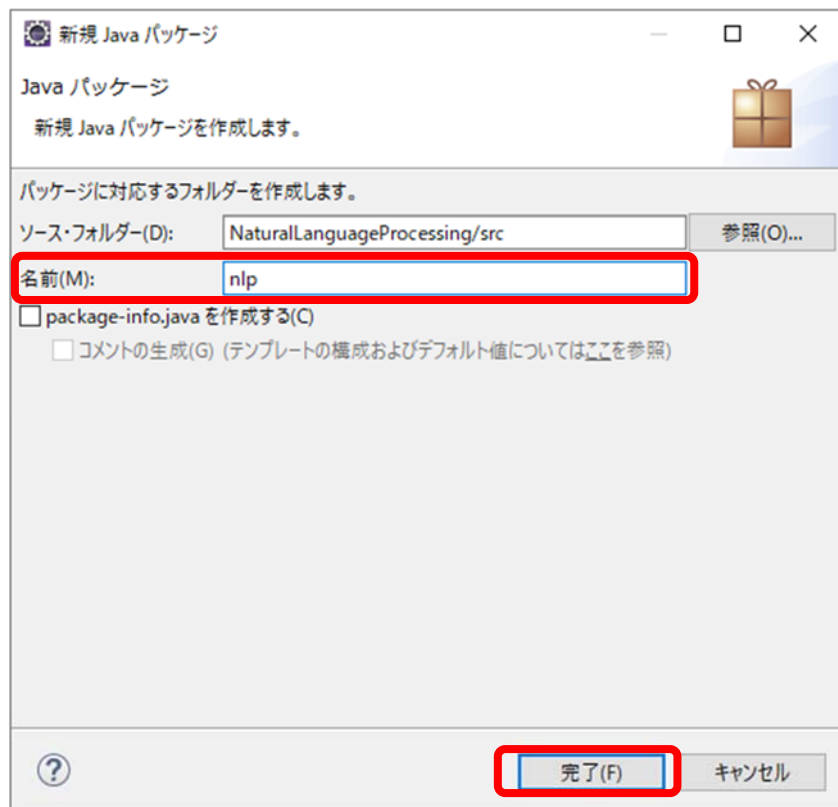 新規 Java パッケージ
Java パッケージ
新規 Java パッケージを作成します。
パッケージに対応するフォルダーを作成します。
ソース・フォルダー(D): NaturalLanguageProcessing/src 参照(O)...
名前(M): nlp
package-info.java を作成する(C)
コメントの生成(G) (テンプレートの構成およびデフォルト値についてはここを参照)
? 完了(F) キャンセル